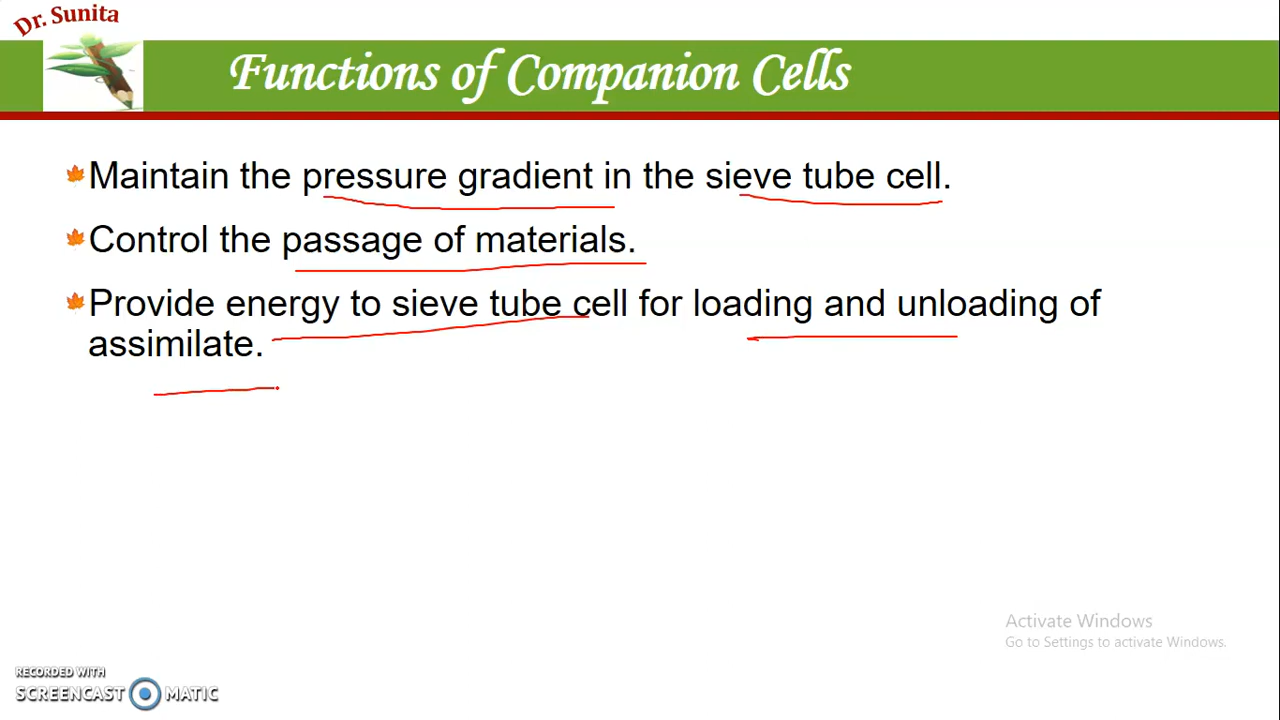 Dr. Sunita
Functions of Companion Cells
Maintain the pressure gradient in the sieve tube cell.
Control the passage of materials.
Provide energy to sieve tube cell for loading and unloading of
assimilate.
Activate Windows
Go to Settings to activate Windows.
RECORDED WITH
SCREENCAST MATIC